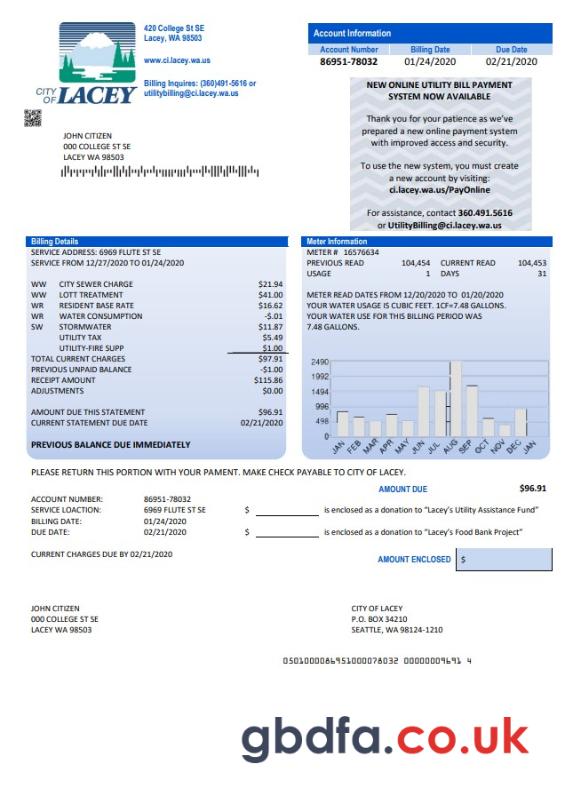 CITY OF LACEY
420 College St SE
Lacey, WA 98503
www.ci.lacey.wa.us
Billing Inquires: (360)491-5616 or
utilitybilling@ci.lacey.wa.us
Account Information
Account Number Billing Date Due Date
86951-78032 01/24/2020 02/21/2020
NEW ONLINE UTILITY BILL PAYMENT
SYSTEM NOW AVAILABLE
Thank you for your patience as we've
prepared a new online payment system
with improved access and security.
To use the new system, you must create
a new account by visiting:
ci.lacey.wa.us/PayOnline
For assistance, contact 360.491.5616
or UtilityBilling@ci.lacey.wa.us
JOHN CITIZEN
000 COLLEGE ST SE
LACEY WA 98503
Billing Details
SERVICE ADDRESS: 6969 FLUTE ST SE
SERVICE FROM 12/27/2020 TO 01/24/2020
WW CITY SEWER CHARGE $21.94
WW LOTT TREATMENT $41.00
WR RESIDENT BASE RATE $16.62
WR WATER CONSUMPTION -$.01
SW STORMWATER $11.87
UTILITY TAX $5.49
UTILITY-FIRE SUPP $1.00
TOTAL CURRENT CHARGES $97.91
PREVIOUS UNPAID BALANCE -$1.00
RECEIPT AMOUNT $115.86
ADJUSTMENTS $0.00
AMOUNT DUE THIS STATEMENT $96.91
CURRENT STATEMENT DUE DATE 02/21/2020
PREVIOUS BALANCE DUE IMMEDIATELY
Meter Information
METER # 16576634
PREVIOUS READ 104,454 CURRENT READ 104,453
USAGE 1 DAYS 31
METER READ DATES FROM 12/20/2020 TO 01/20/2020
YOUR WATER USAGE IS CUBIC FEET. 1CF=7.48 GALLONS.
YOUR WATER USE FOR THIS BILLING PERIOD WAS
7.48 GALLONS.
2490
1992
1494
996
498
0
JAN FEB MAR APR MAY JUN JUL AUG SEP OCT NOV DEC JAN
PLEASE RETURN THIS PORTION WITH YOUR PAMENT. MAKE CHECK PAYABLE TO CITY OF LACEY.
AMOUNT DUE $96.91
ACCOUNT NUMBER: 86951-78032
SERVICE LOACTION: 6969 FLUTE ST SE $ is enclosed as a donation to "Lacey's Utility Assistance Fund"
BILLING DATE: 01/24/2020
DUE DATE: 02/21/2020 $ is enclosed as a donation to "Lacey's Food Bank Project"
CURRENT CHARGES DUE BY 02/21/2020
AMOUNT ENCLOSED $
JOHN CITIZEN
000 COLLEGE ST SE
LACEY WA 98503
CITY OF LACEY
P.O. BOX 34210
SEATTLE, WA 98124-1210
0501000086951000078032 00000009691 4
gbdfa.co.uk